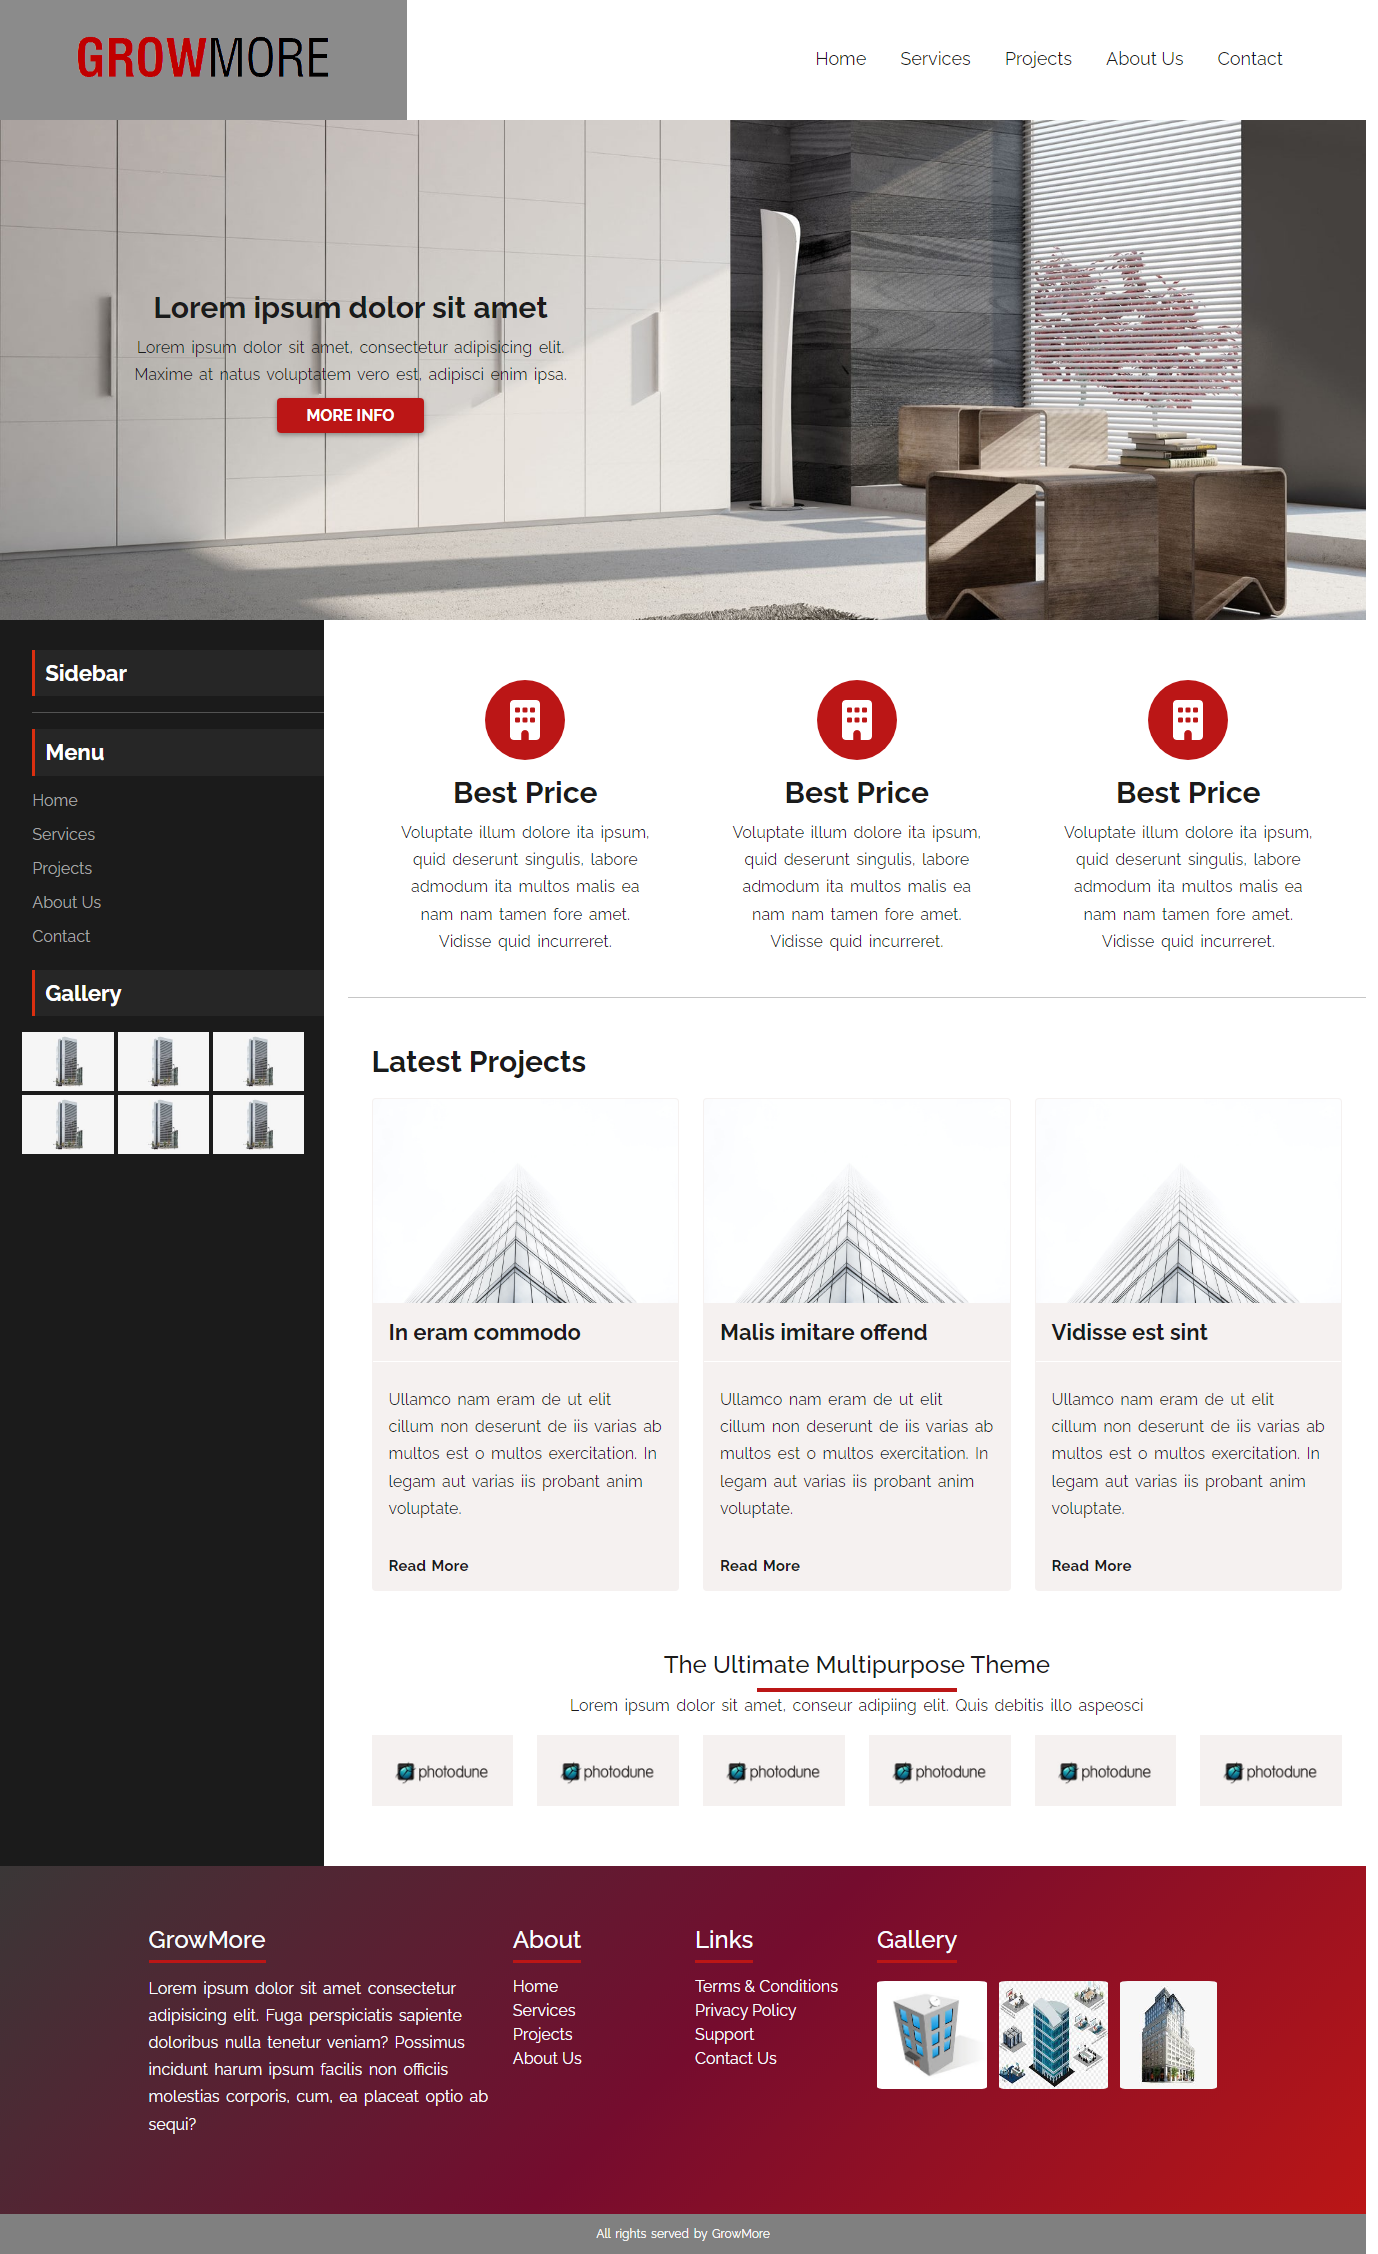 GROWMORE
Home Services Projects About Us Contact
Lorem ipsum dolor sit amet
Lorem ipsum dolor sit amet, consectetur adipisicing elit.
Maxime at natus voluptatem vero est, adipisci enim ipsa.
MORE INFO
Sidebar
Menu
Home
Services
Projects
About Us
Contact
Gallery
Best Price
Voluptate illum dolore ita ipsum,
quid deserunt singulis, labore
admodum ita multos malis ea
nam nam tamen fore amet.
Vidisse quid incurreret.
Best Price
Voluptate illum dolore ita ipsum,
quid deserunt singulis, labore
admodum ita multos malis ea
nam nam tamen fore amet.
Vidisse quid incurreret.
Best Price
Voluptate illum dolore ita ipsum,
quid deserunt singulis, labore
admodum ita multos malis ea
nam nam tamen fore amet.
Vidisse quid incurreret.
Latest Projects
In eram commodo
Ullamco nam eram de ut elit
cillum non deserunt de iis varias ab
multos est o multos exercitation. In
legam aut varias iis probant anim
voluptate.
Read More
Malis imitare offend
Ullamco nam eram de ut elit
cillum non deserunt de iis varias ab
multos est o multos exercitation. In
legam aut varias iis probant anim
voluptate.
Read More
Vidisse est sint
Ullamco nam eram de ut elit
cillum non deserunt de iis varias ab
multos est o multos exercitation. In
legam aut varias iis probant anim
voluptate.
Read More
The Ultimate Multipurpose Theme
Lorem ipsum dolor sit amet, conseur adipiing elit. Quis debitis illo aspeosci
photodune
photodune
photodune
photodune
photodune
photodune
GrowMore
Lorem ipsum dolor sit amet consectetur
adipisicing elit. Fuga perspiciatis sapiente
doloribus nulla tenetur veniam? Possimus
incidunt harum ipsum facilis non officiis
molestias corporis, cum, ea placeat optio ab
sequi?
About
Home
Services
Projects
About Us
Links
Terms & Conditions
Privacy Policy
Support
Contact Us
Gallery
All rights served by GrowMore